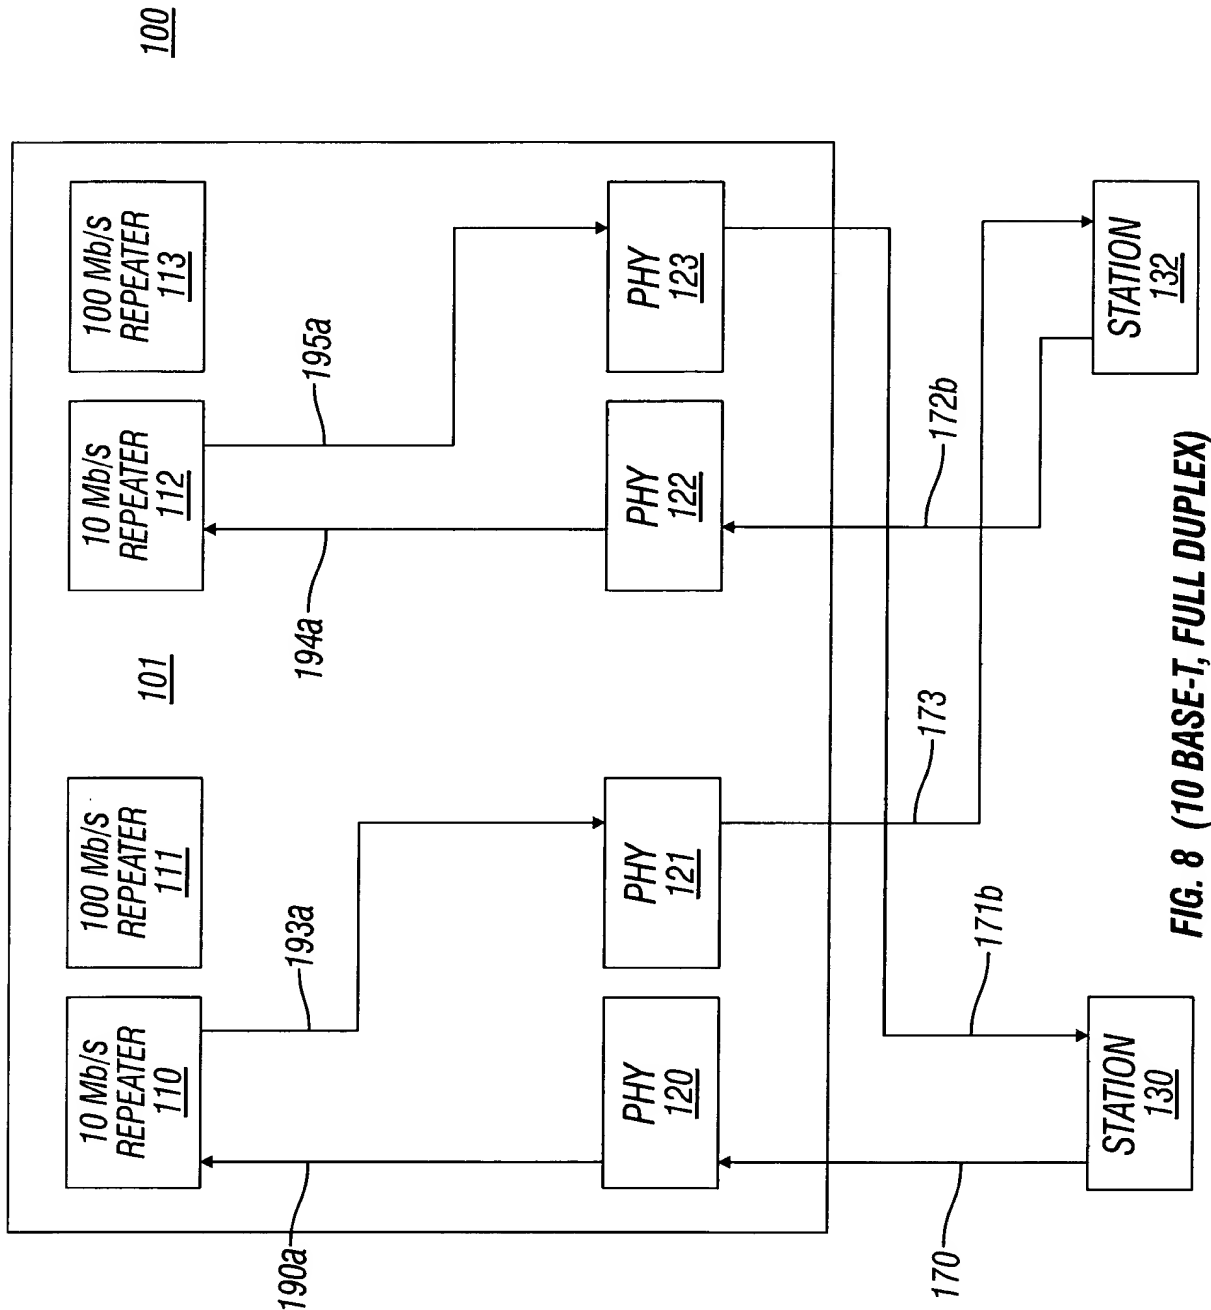 100
10 Mb/s
REPEATER
110
100 Mb/s
REPEATER
111
101
10 Mb/s
REPEATER
112
100 Mb/s
REPEATER
113
190a
193a
194a
195a
PHY
120
PHY
121
PHY
122
PHY
123
170
171b
173
172b
STATION
130
STATION
132
FIG. 8 (10 BASE-T, FULL DUPLEX)